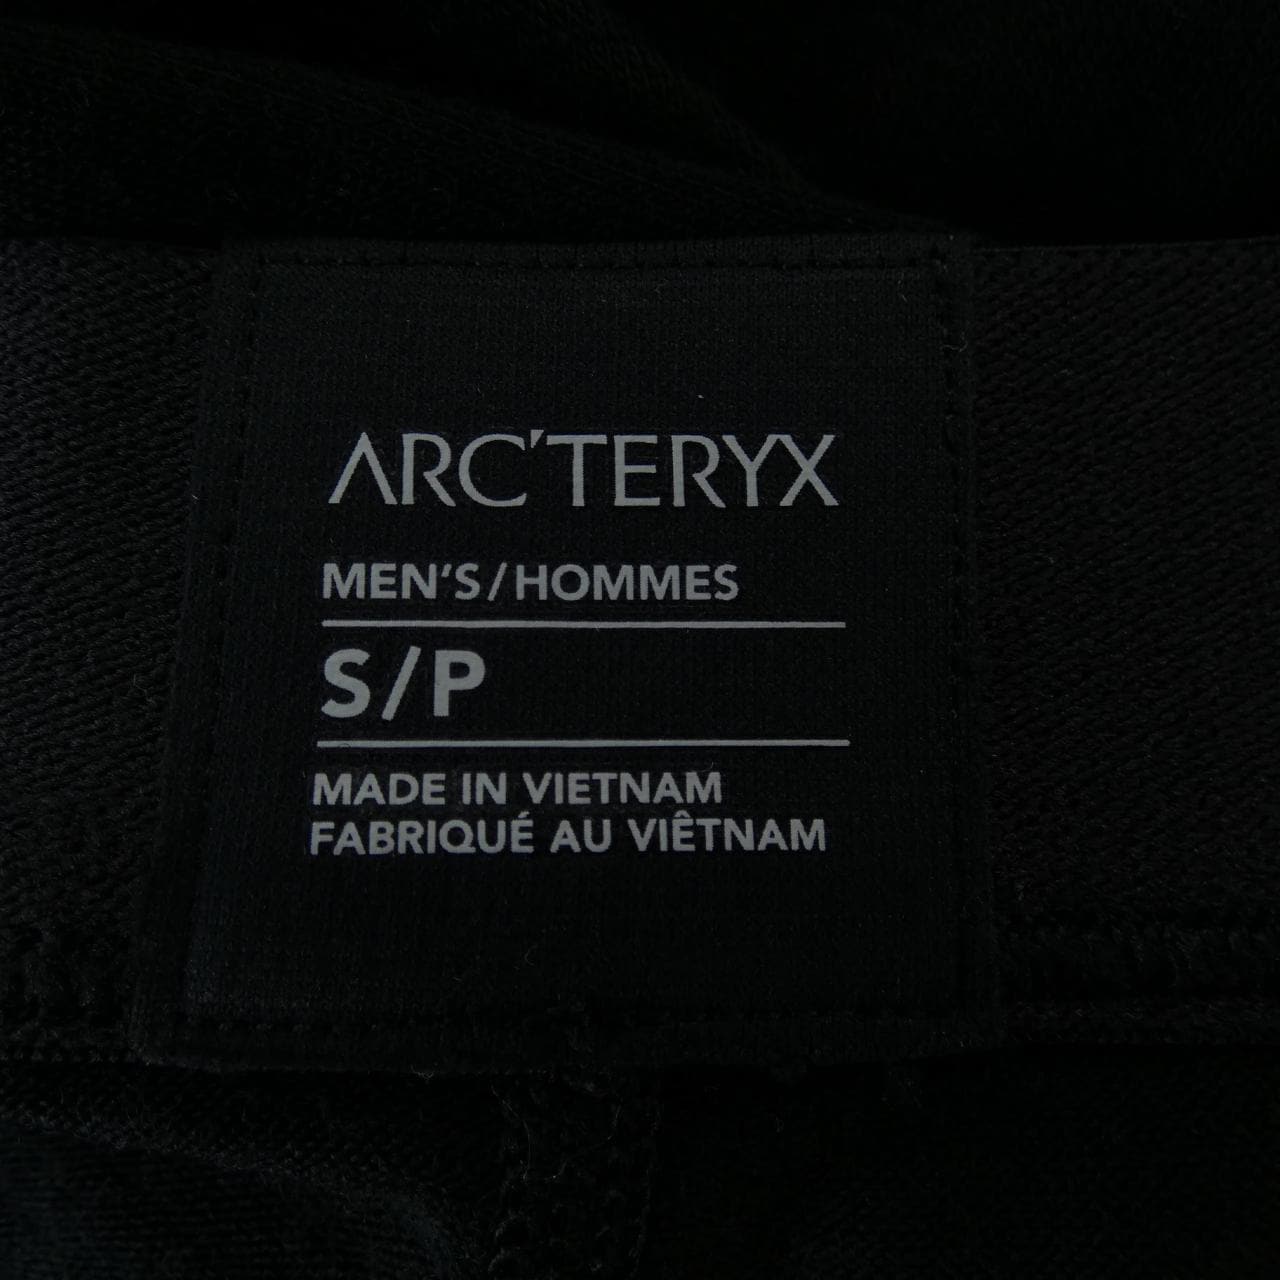 ARC'TERYX
MEN'S/HOMMES
S/P
MADE IN VIETNAM
FABRIQUÉ AU VIÊTNAM